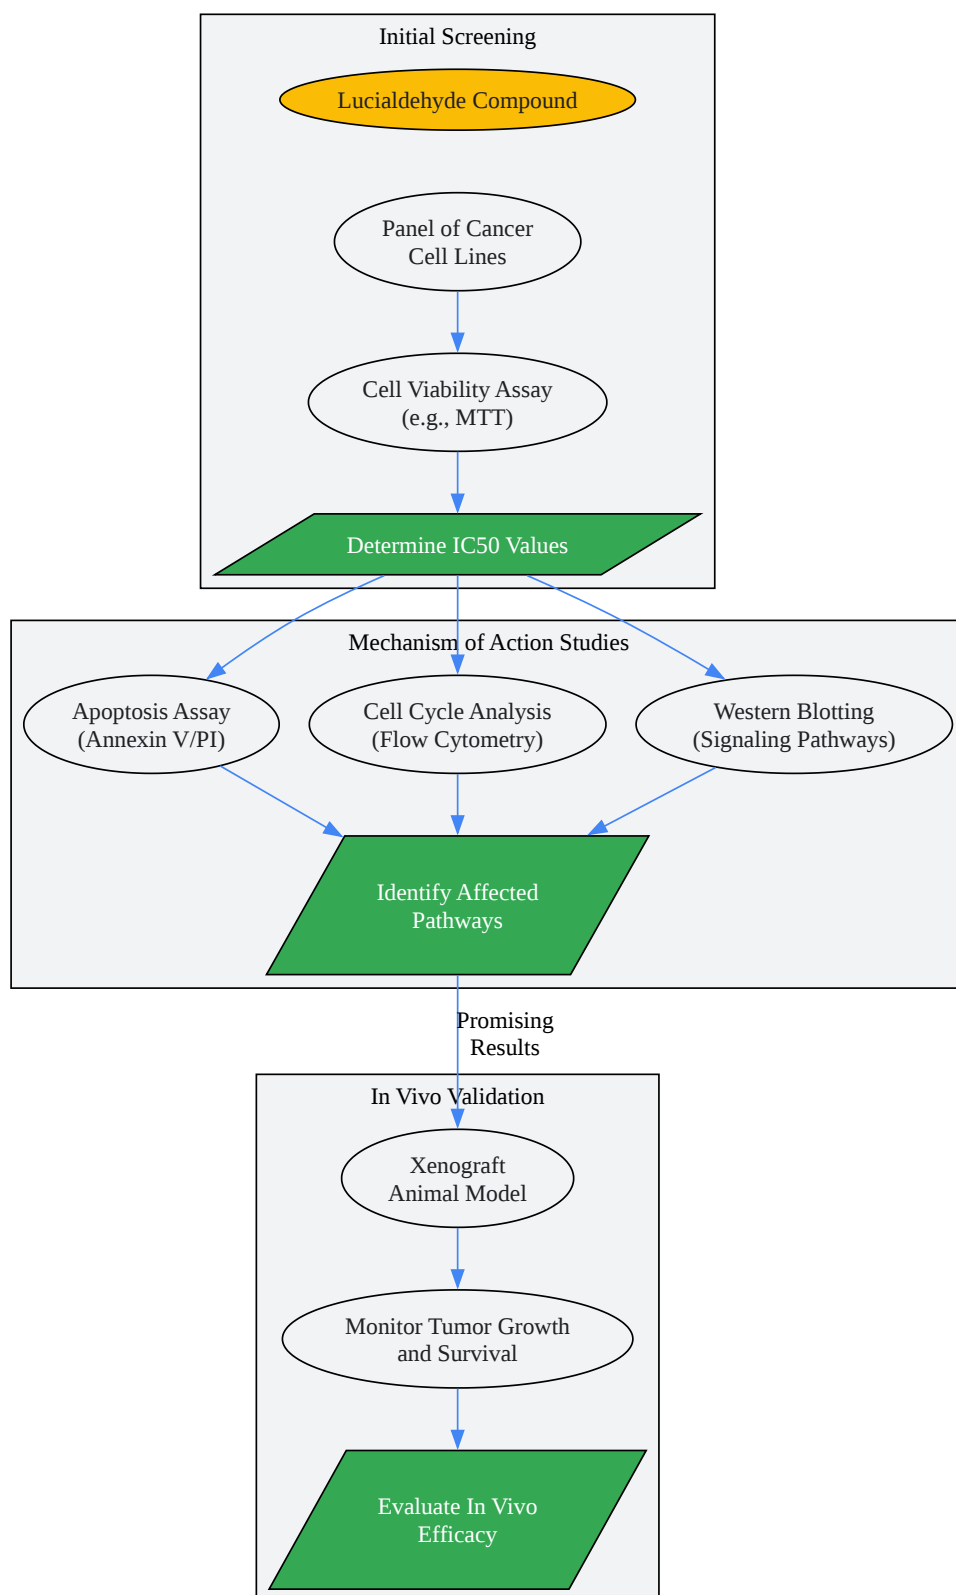 Initial Screening
Lucialdehyde Compound
Panel of Cancer
Cell Lines
Cell Viability Assay
(e.g., MTT)
Determine IC50 Values
Mechanism of Action Studies
Apoptosis Assay
(Annexin V/PI)
Cell Cycle Analysis
(Flow Cytometry)
Western Blotting
(Signaling Pathways)
Identify Affected
Pathways
Promising
Results
In Vivo Validation
Xenograft
Animal Model
Monitor Tumor Growth
and Survival
Evaluate In Vivo
Efficacy